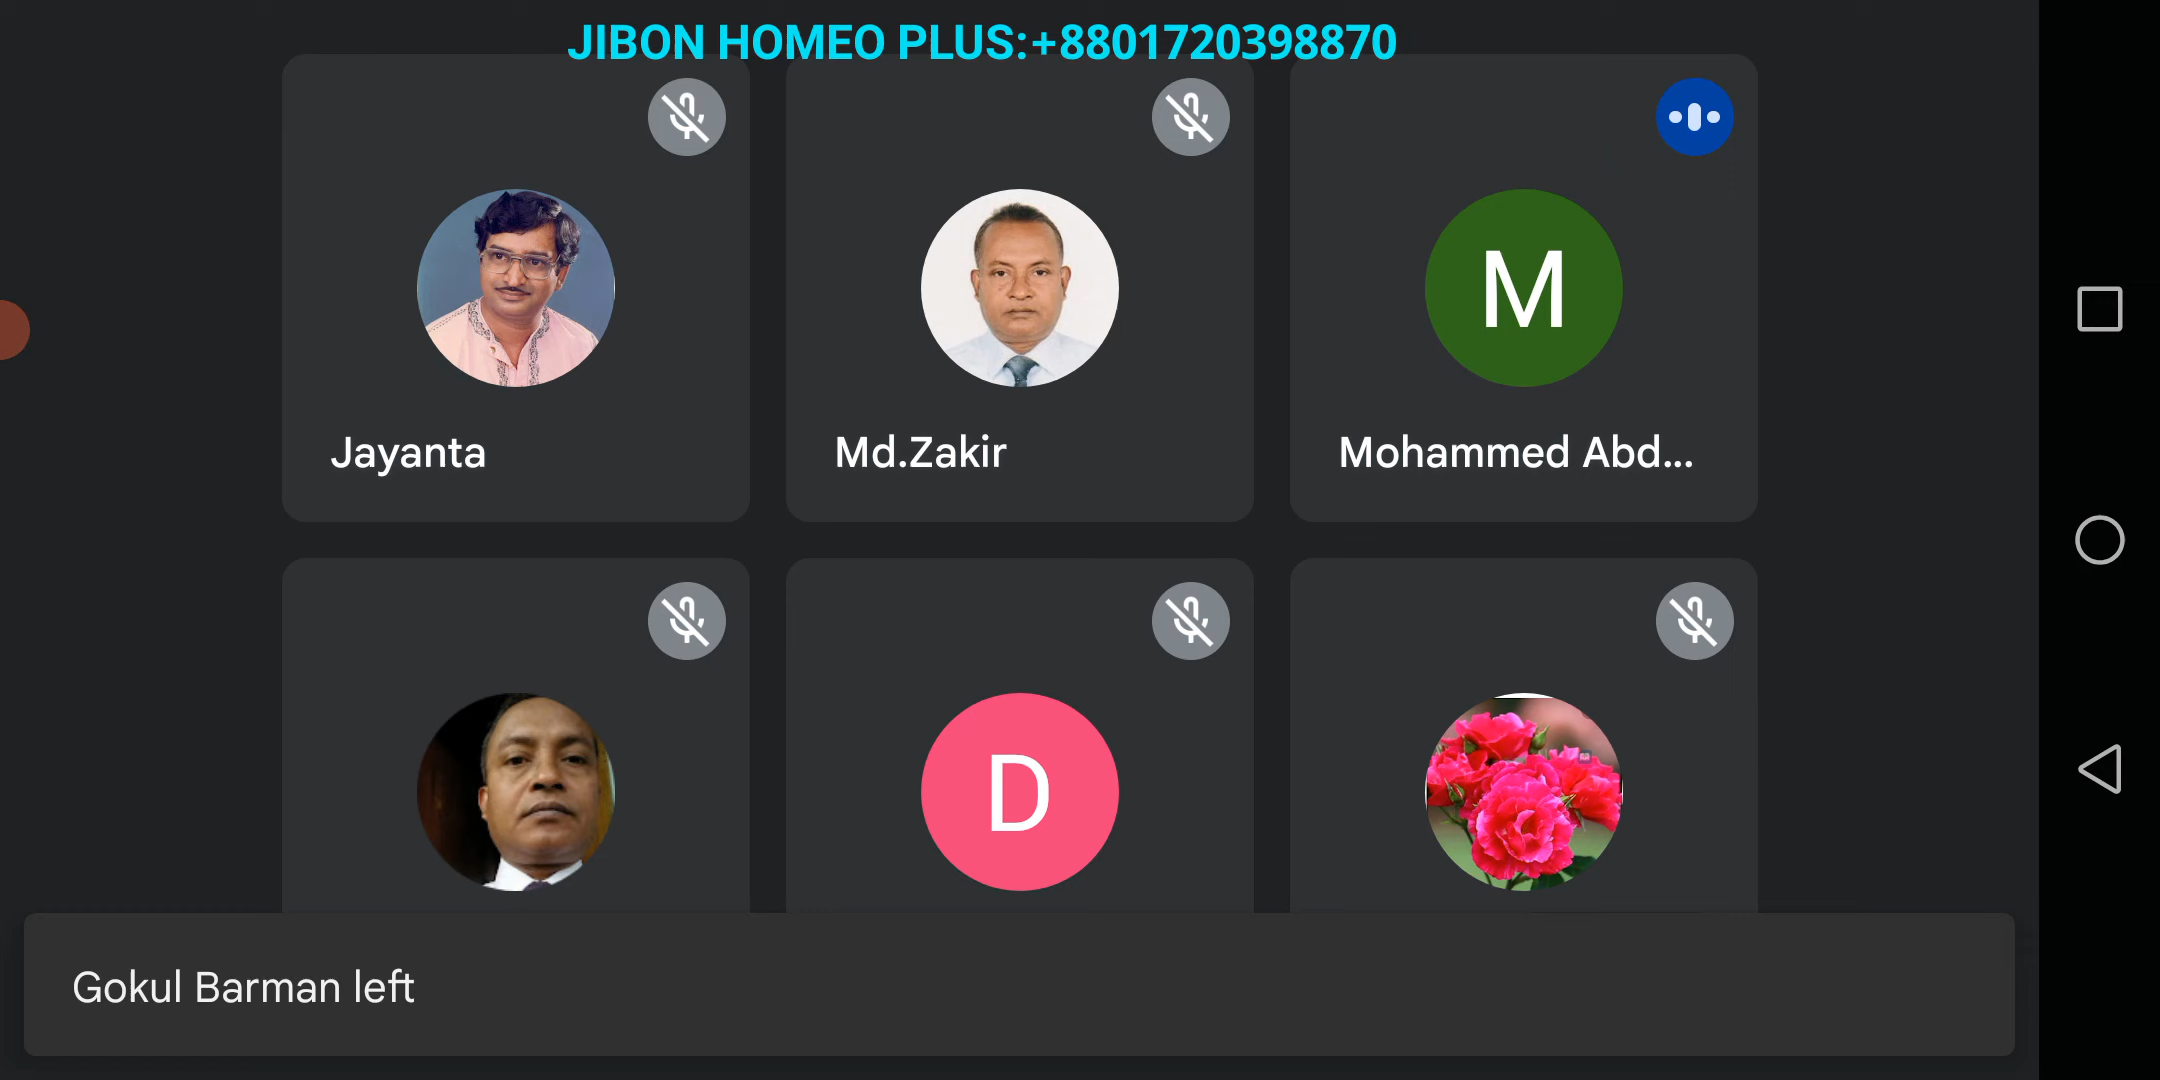 JIBON HOMEO PLUS:+8801720398870
Jayanta
Md.Zakir
M
Mohammed Abd...
D
Gokul Barman left